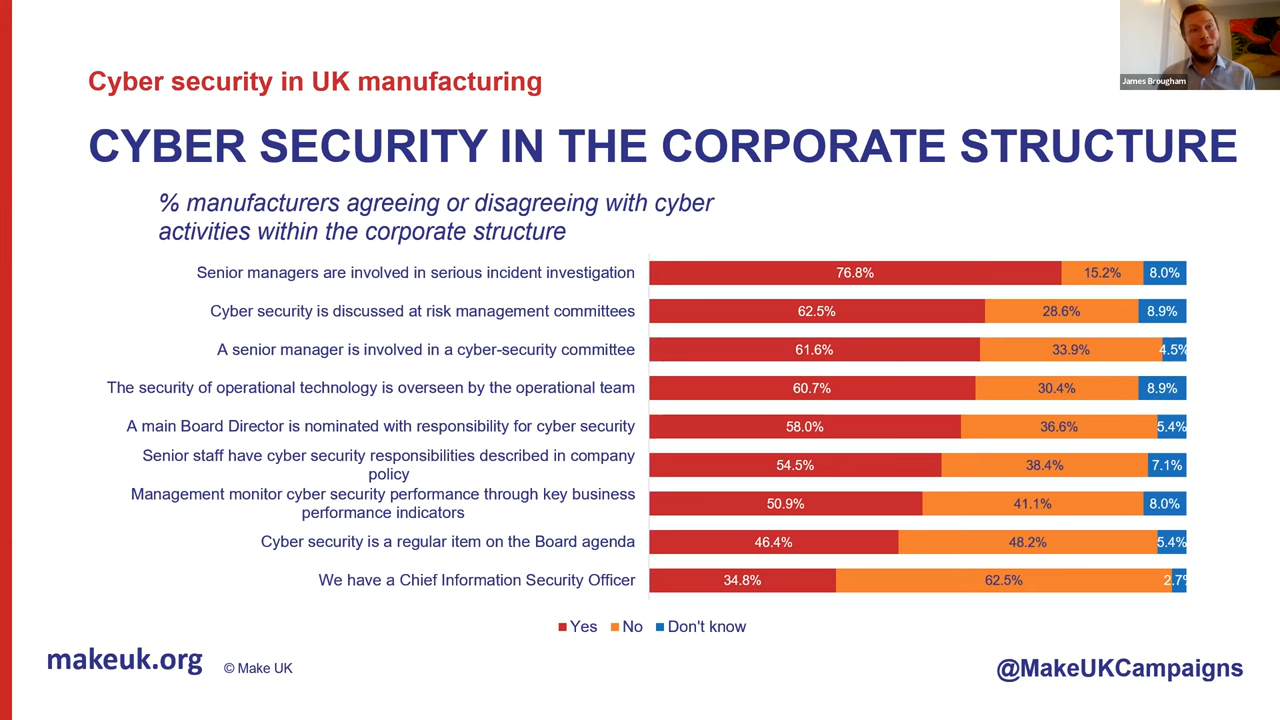 James Brougham
Cyber security in UK manufacturing
CYBER SECURITY IN THE CORPORATE STRUCTURE
% manufacturers agreeing or disagreeing with cyber
activities within the corporate structure
Senior managers are involved in serious incident investigation 76.8% 15.2% 8.0%
Cyber security is discussed at risk management committees 62.5% 28.6% 8.9%
A senior manager is involved in a cyber-security committee 61.6% 33.9% 4.5%
The security of operational technology is overseen by the operational team 60.7% 30.4% 8.9%
A main Board Director is nominated with responsibility for cyber security 58.0% 36.6% 5.4%
Senior staff have cyber security responsibilities described in company
policy 54.5% 38.4% 7.1%
Management monitor cyber security performance through key business
performance indicators 50.9% 41.1% 8.0%
Cyber security is a regular item on the Board agenda 46.4% 48.2% 5.4%
We have a Chief Information Security Officer 34.8% 62.5% 2.7%
Yes No Don't know
makeuk.org © Make UK @MakeUKCampaigns